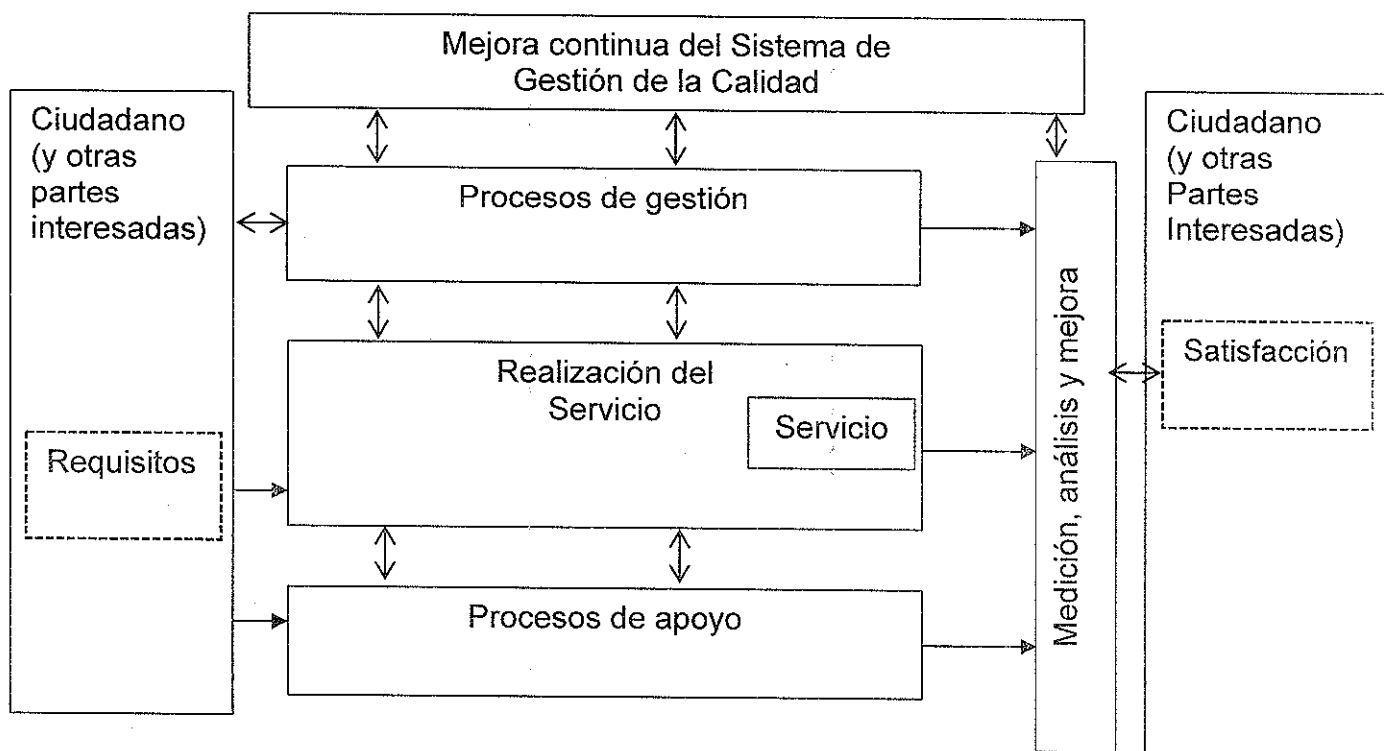 Mejora continua del Sistema de
Gestión de la Calidad
Ciudadano
(y otras
partes
interesadas)
Requisitos
Procesos de gestión
Realización del
Servicio
Servicio
Procesos de apoyo
Medición, análisis y mejora
Ciudadano
(y otras
Partes
Interesadas)
Satisfacción